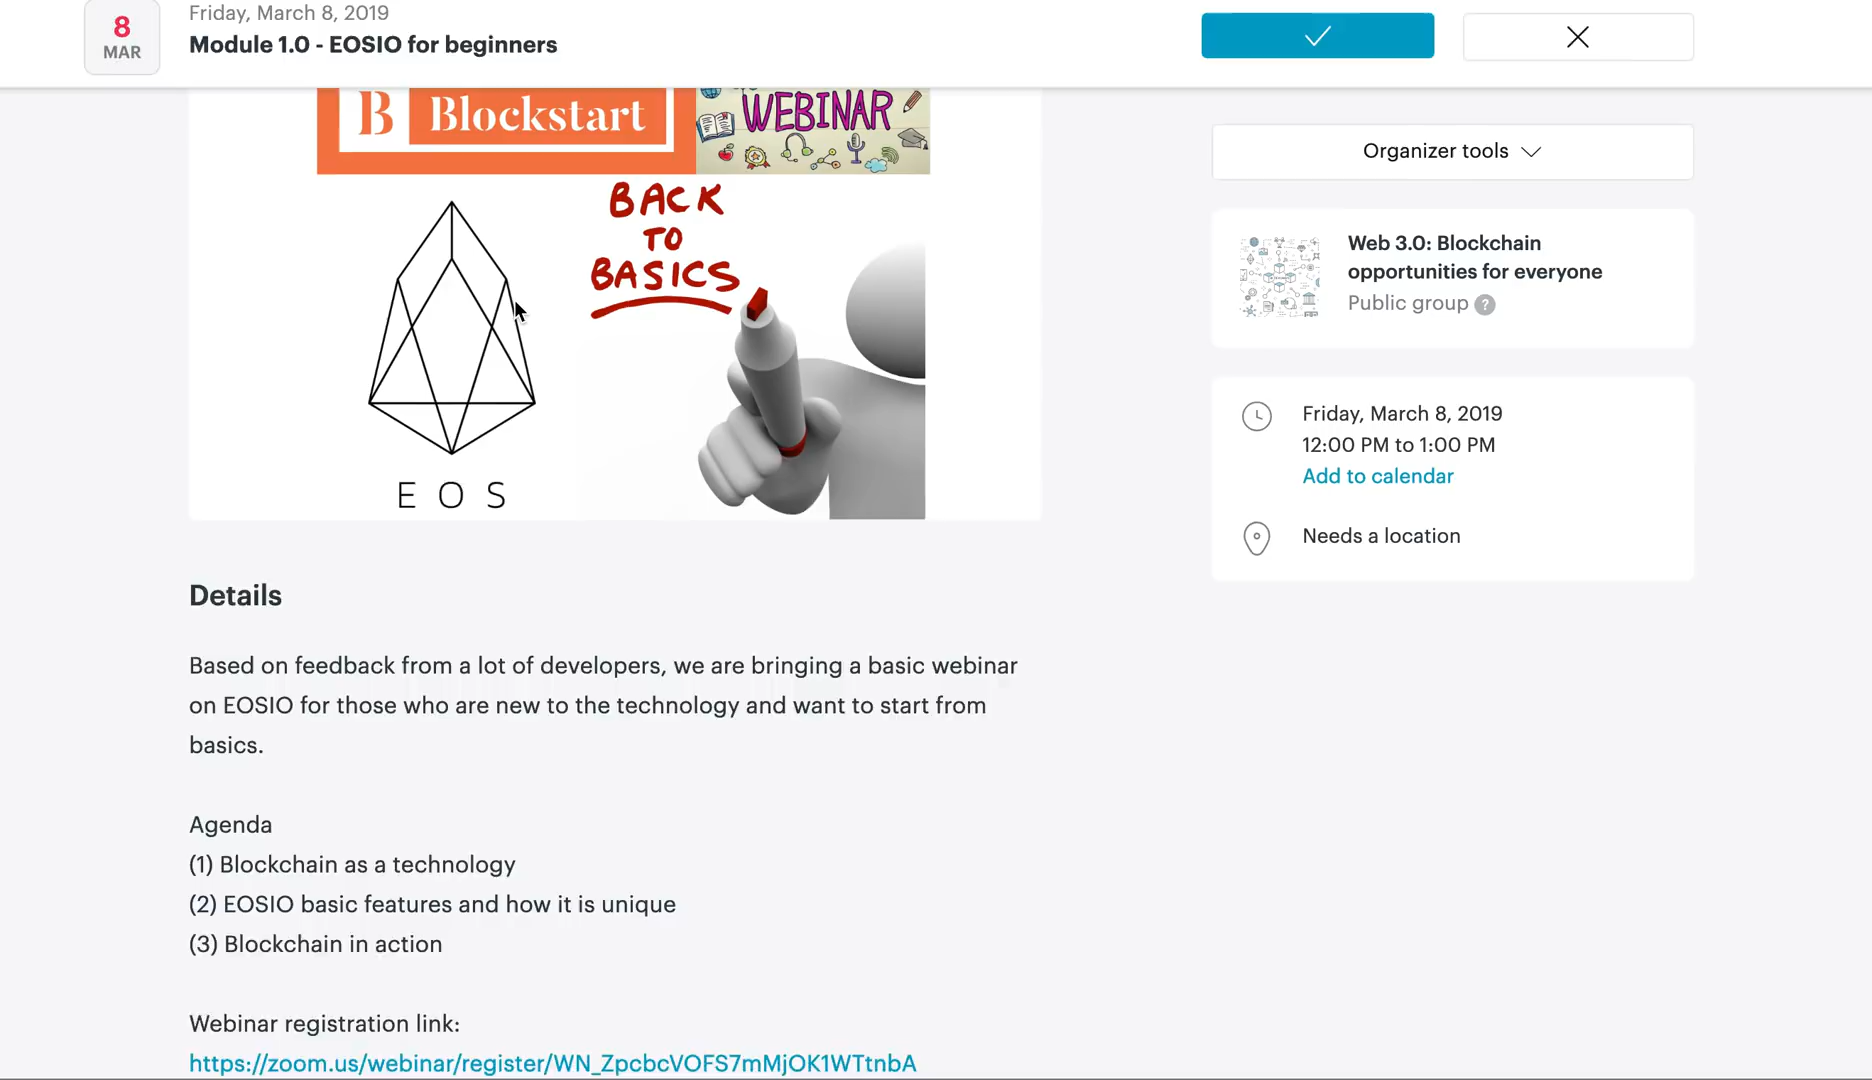 8
MAR
Friday, March 8, 2019
Module 1.0 - EOSIO for beginners
B Blockstart
WEBINAR
BACK
TO
BASICS
E O S
Organizer tools
Web 3.0: Blockchain
opportunities for everyone
Public group ?
Friday, March 8, 2019
12:00 PM to 1:00 PM
Add to calendar
Needs a location
Details
Based on feedback from a lot of developers, we are bringing a basic webinar
on EOSIO for those who are new to the technology and want to start from
basics.
Agenda
(1) Blockchain as a technology
(2) EOSIO basic features and how it is unique
(3) Blockchain in action
Webinar registration link:
https://zoom.us/webinar/register/WN_ZpcbcVOFS7mMjOK1WTtnbA